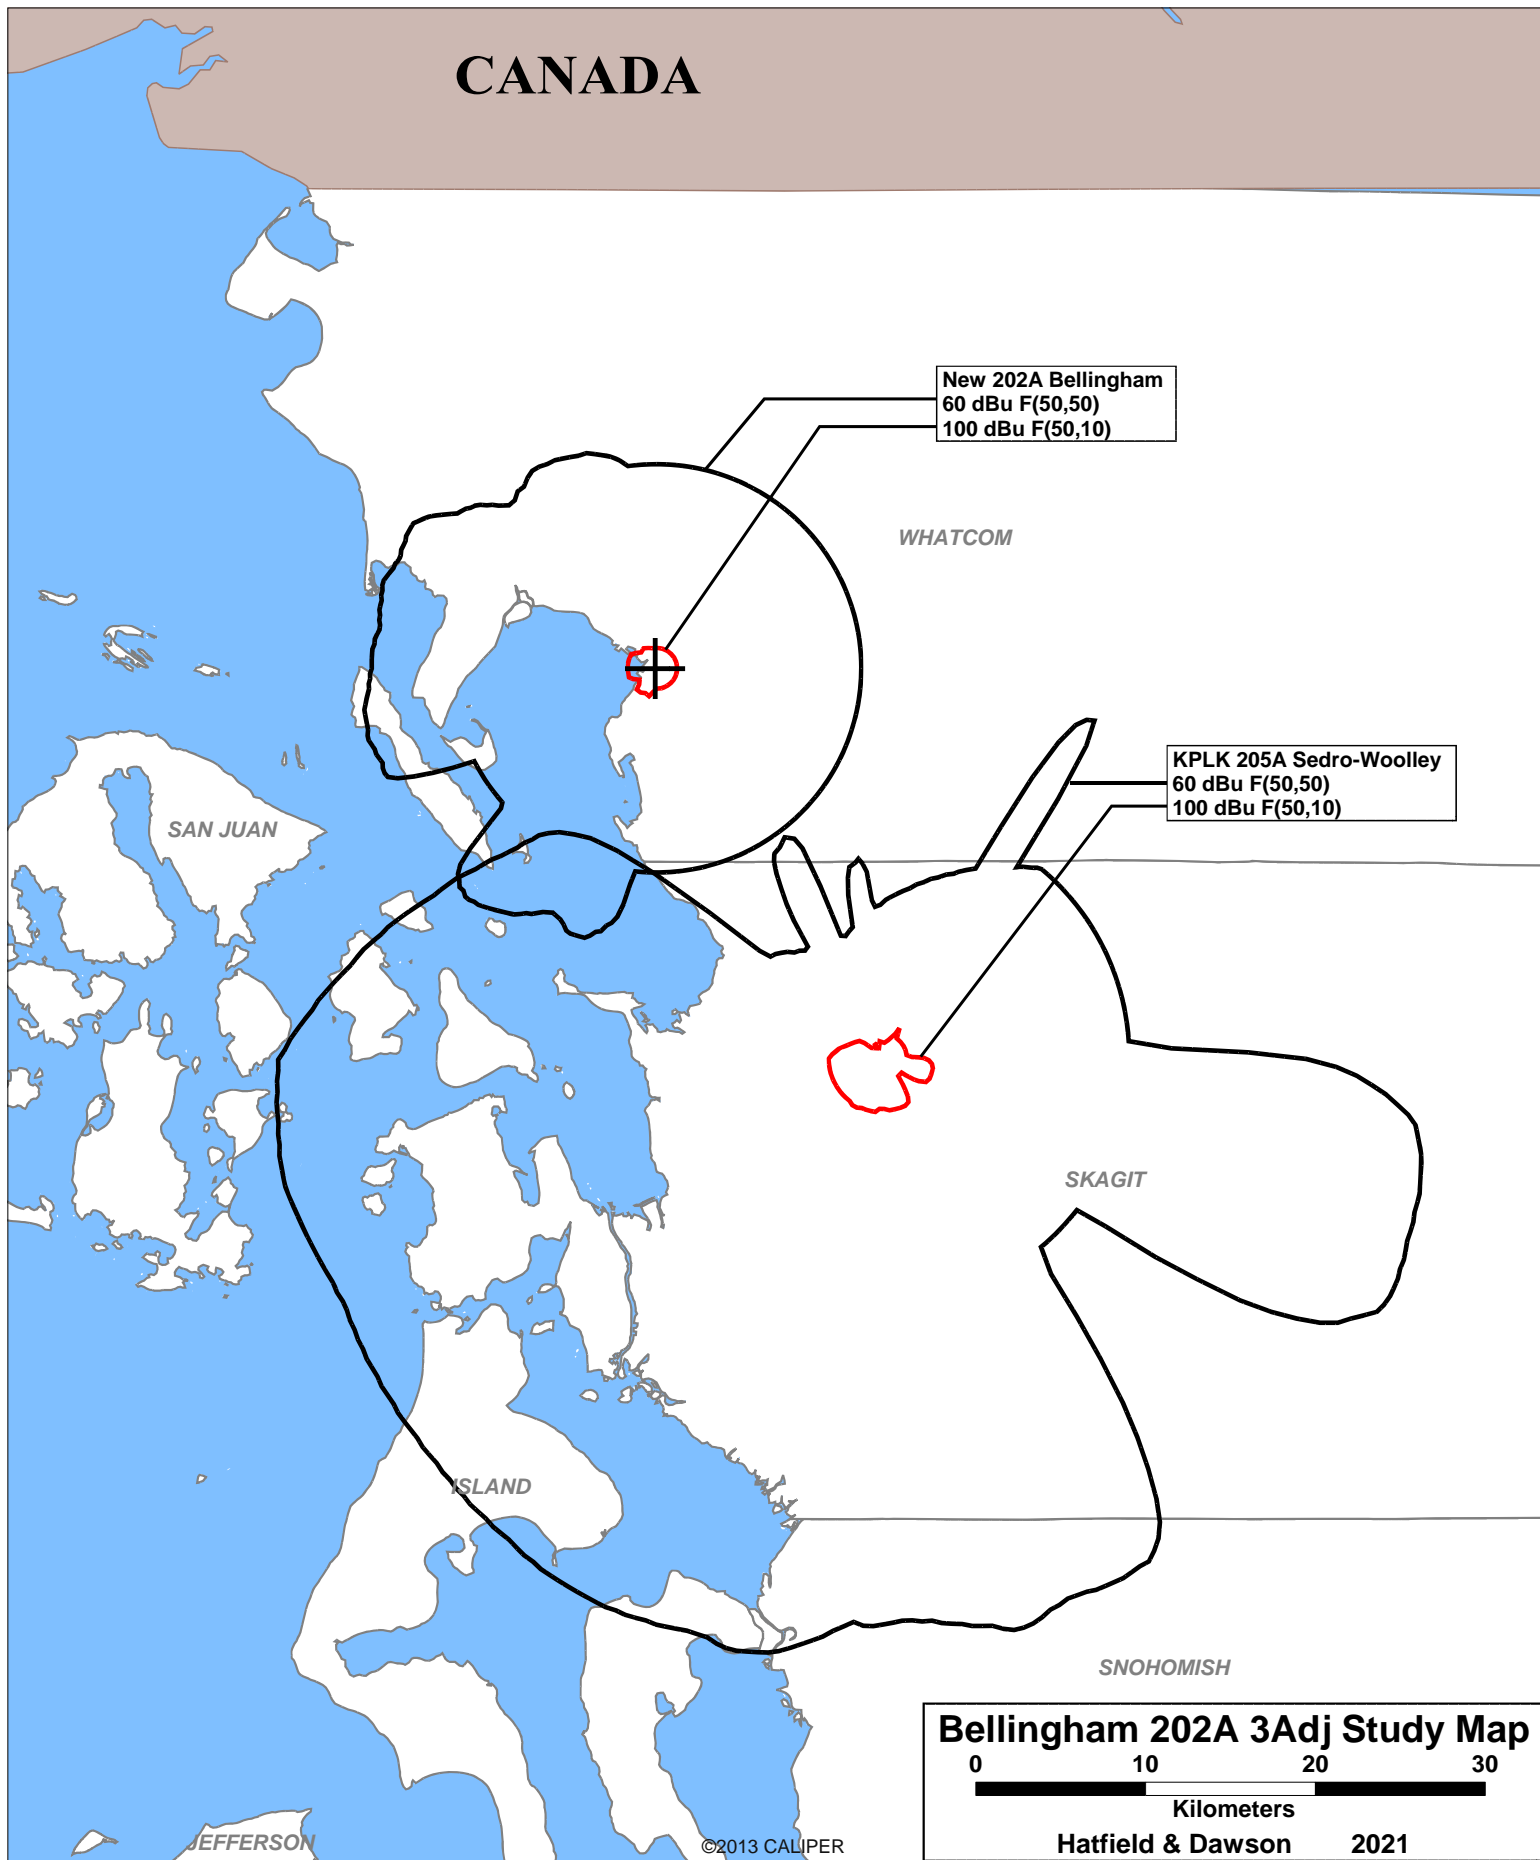 CANADA
New 202A Bellingham
60 dBu F(50,50)
100 dBu F(50,10)
WHATCOM
KPLK 205A Sedro-Woolley
60 dBu F(50,50)
100 dBu F(50,10)
SAN JUAN
SKAGIT
ISLAND
SNOHOMISH
Bellingham 202A 3Adj Study Map
0 10 20 30
Kilometers
Hatfield & Dawson 2021
JEFFERSON
©2013 CALIPER